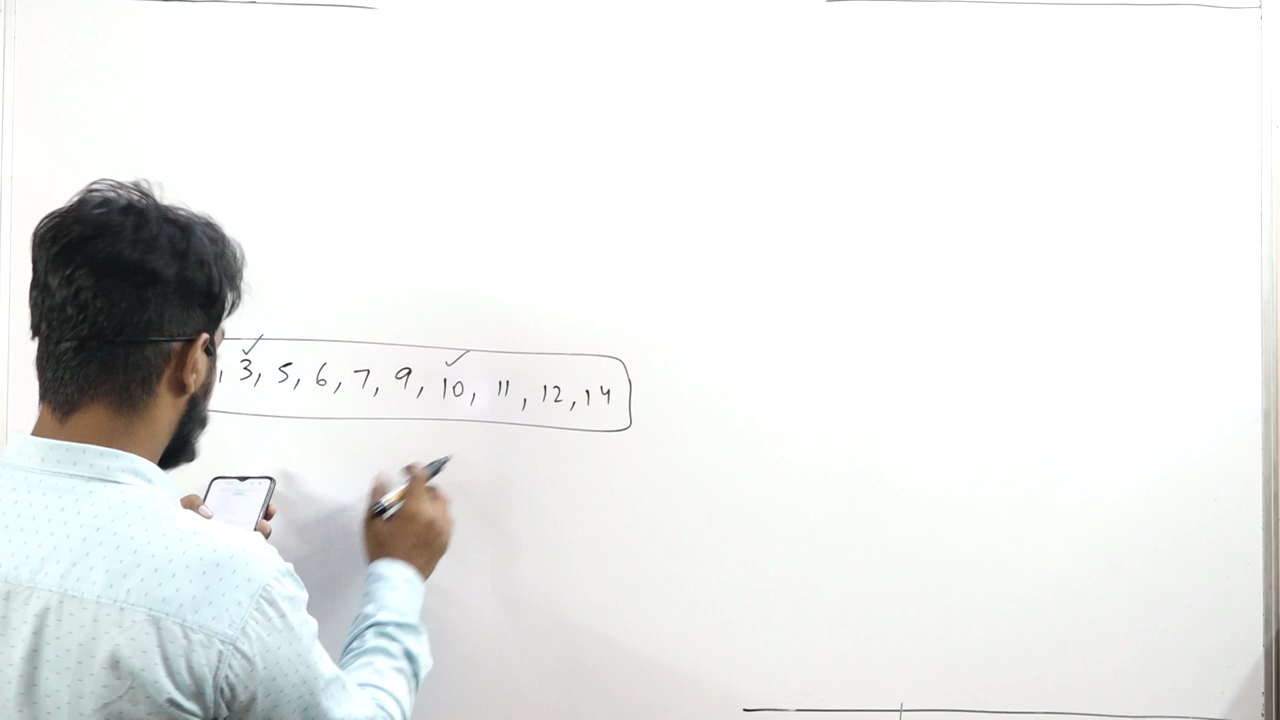 , 3, 5, 6, 7, 9, 10, 11, 12, 14